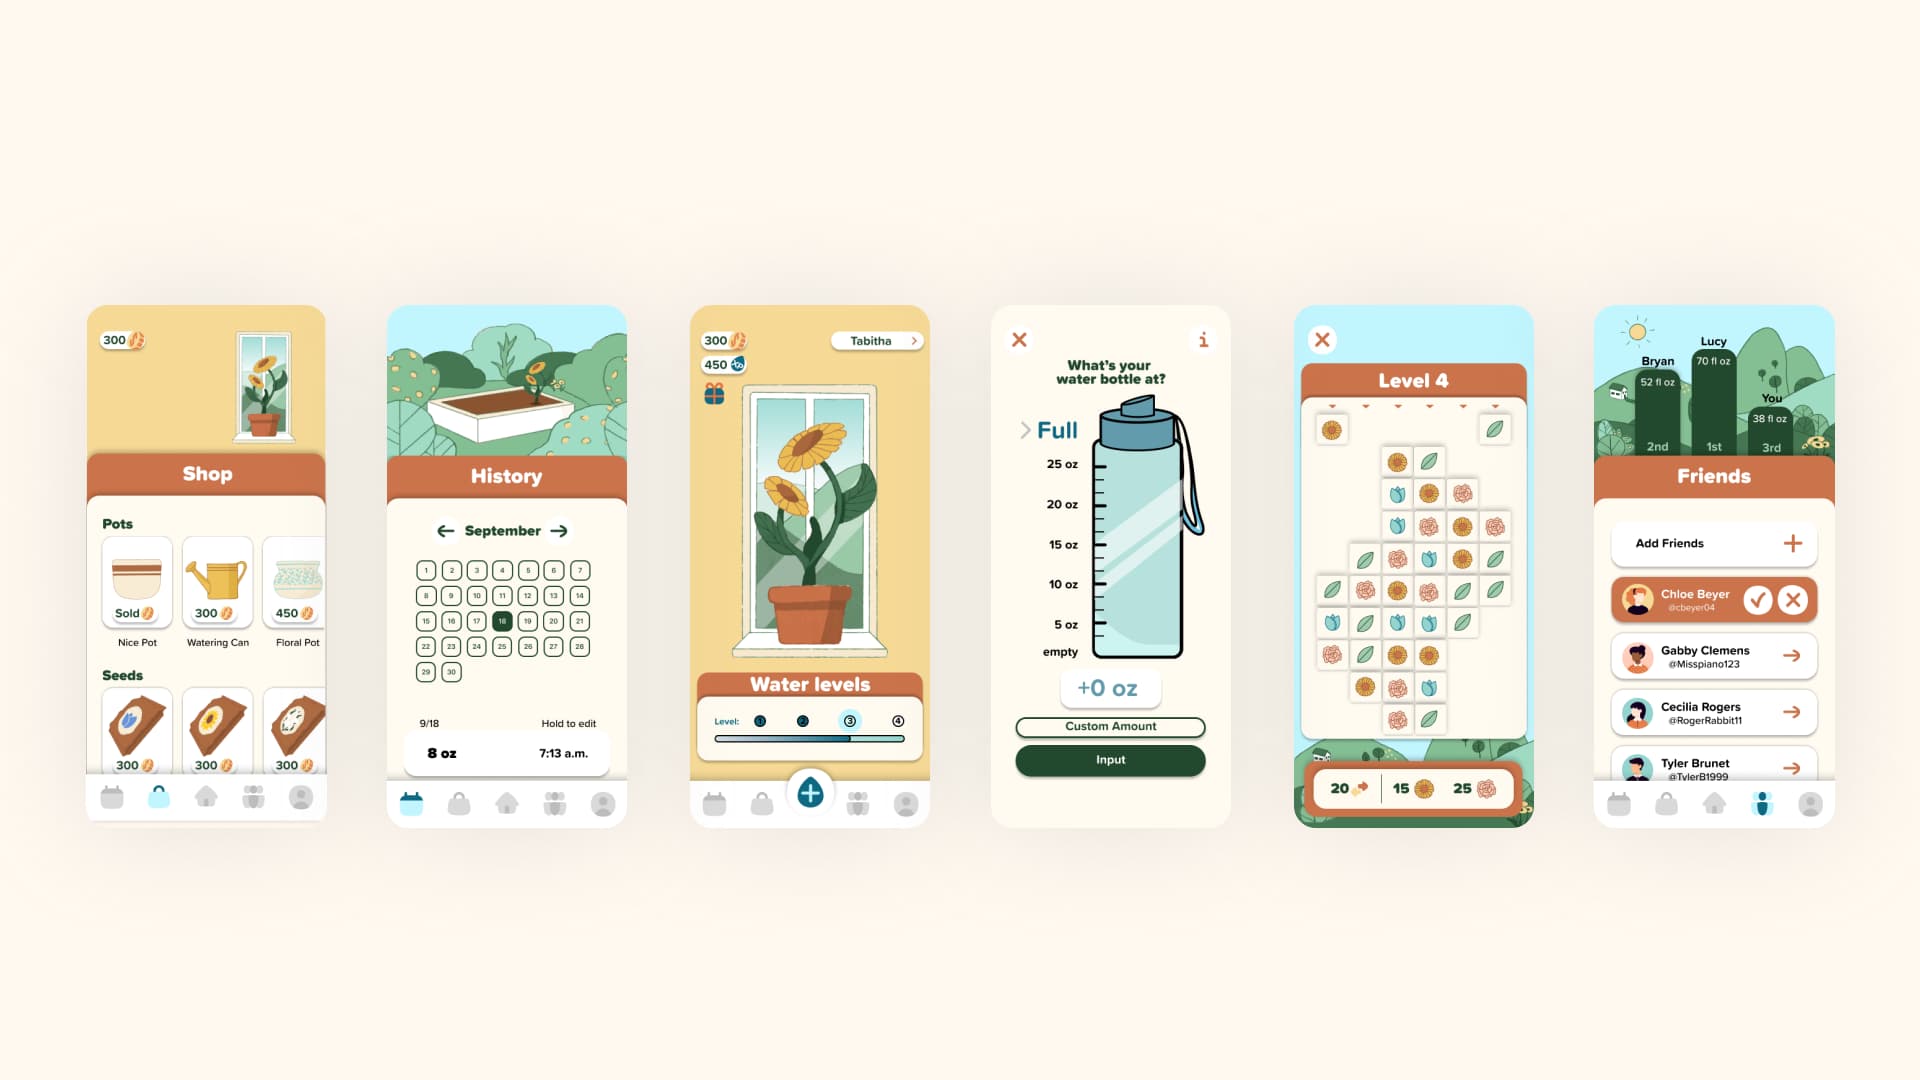 300
Shop
Pots
Sold
300
450
Nice Pot
Watering Can
Floral Pot
Seeds
300
300
300
History
September
1 2 3 4 5 6 7
8 9 10 11 12 13 14
15 16 17 18 19 20 21
22 23 24 25 26 27 28
29 30
9/18
Hold to edit
8 oz
7:13 a.m.
300
Tabitha
450
Water levels
Level: 1 2 3 4
i
What's your
water bottle at?
Full
25 oz
20 oz
15 oz
10 oz
5 oz
empty
+0 oz
Custom Amount
Input
Level 4
20
15
25
Lucy
70 fl oz
Bryan
52 fl oz
You
38 fl oz
2nd
1st
3rd
Friends
Add Friends
Chloe Beyer
@cbeyer04
Gabby Clemens
@Misspiano123
Cecilia Rogers
@RogerRabbit11
Tyler Brunet
@TylerB1999